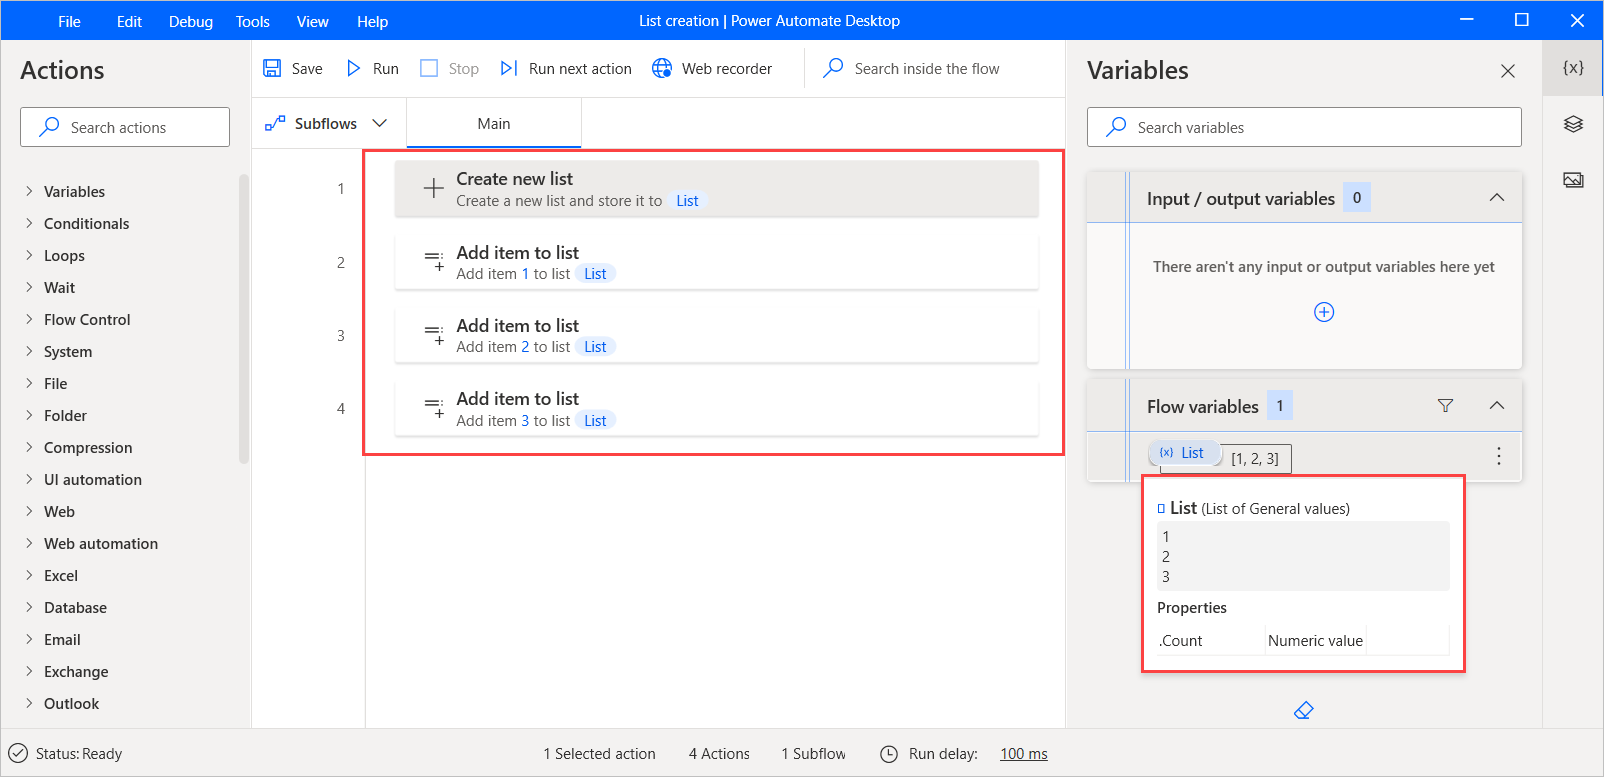 File Edit Debug Tools View Help List creation | Power Automate Desktop
Actions
Search actions
Variables
Conditionals
Loops
Wait
Flow Control
System
File
Folder
Compression
UI automation
Web
Web automation
Excel
Database
Email
Exchange
Outlook
Save Run Stop Run next action Web recorder Search inside the flow
Subflows Main
1 Create new list
Create a new list and store it to List
2 Add item to list
Add item 1 to list List
3 Add item to list
Add item 2 to list List
4 Add item to list
Add item 3 to list List
Variables {x}
Search variables
Input / output variables 0
There aren't any input or output variables here yet
Flow variables 1
{x} List [1, 2, 3]
List (List of General values)
1
2
3
Properties
.Count Numeric value
Status: Ready 1 Selected action 4 Actions 1 Subflow Run delay: 100 ms